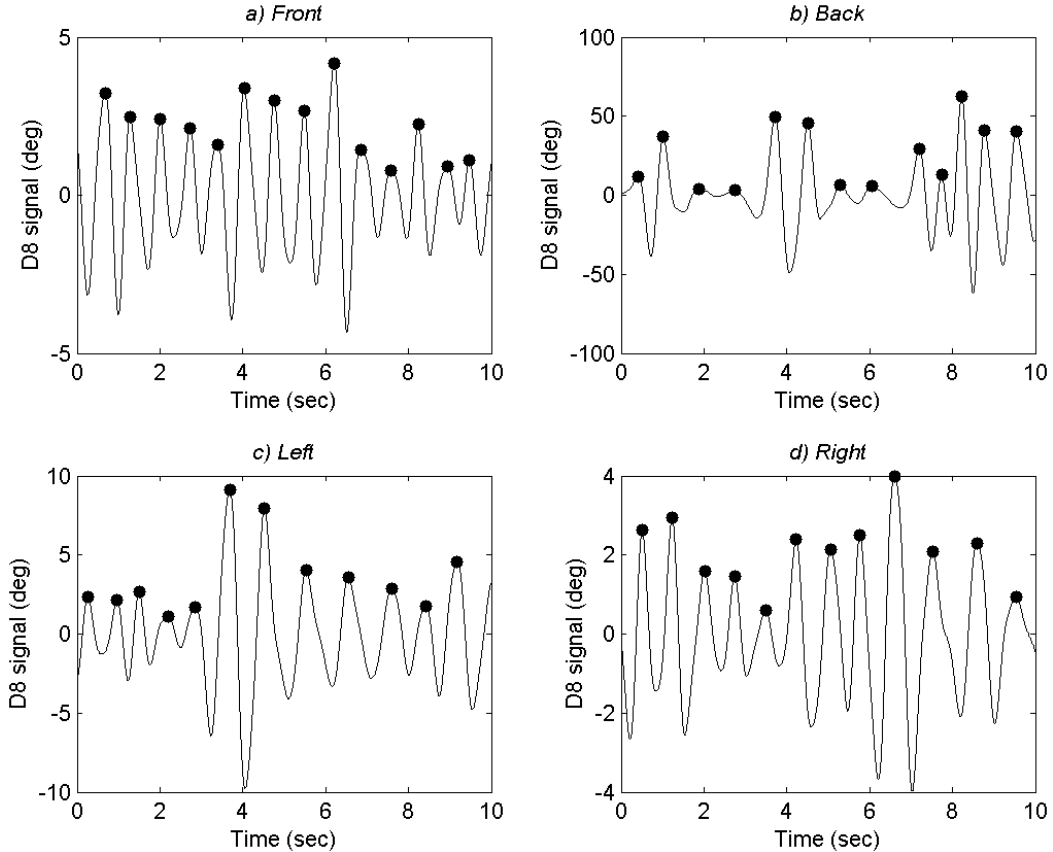 a) Front
5
0
-5
D8 signal (deg)
0 2 4 6 8 10
Time (sec)
b) Back
100
50
0
-50
-100
D8 signal (deg)
0 2 4 6 8 10
Time (sec)
c) Left
10
5
0
-5
-10
D8 signal (deg)
0 2 4 6 8 10
Time (sec)
d) Right
4
2
0
-2
-4
D8 signal (deg)
0 2 4 6 8 10
Time (sec)